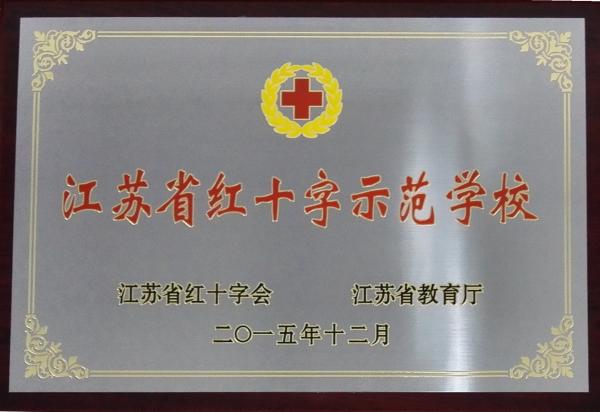 江苏省红十字示范学校
江苏省红十字会 江苏省教育厅
二〇一五年十二月